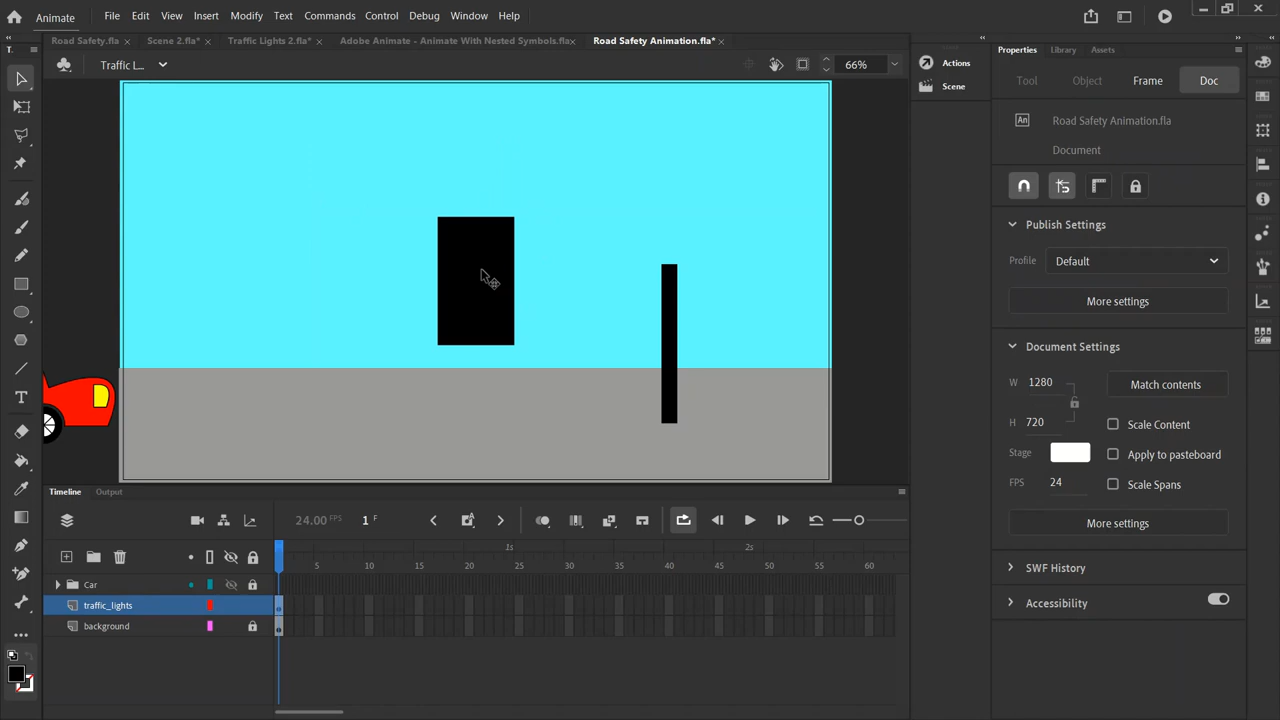 Animate
File Edit View Insert Modify Text Commands Control Debug Window Help
Road Safety.fla × Scene 2.fla* × Traffic Lights 2.fla* × Adobe Animate - Animate With Nested Symbols.fla× Road Safety Animation.fla* ×
T.
Traffic l...
66%
Actions
Scene
Properties Library Assets
Tool Object Frame Doc
An Road Safety Animation.fla
Document
Publish Settings
Profile Default
More settings
Document Settings
W 1280 Match contents
H 720 Scale Content
Stage Apply to pasteboard
FPS 24 Scale Spans
More settings
SWF History
Accessibility
Timeline Output
24.00 FPS 1 F
1s 2s
5 10 15 20 25 30 35 40 45 50 55 60
Car
traffic_lights
background